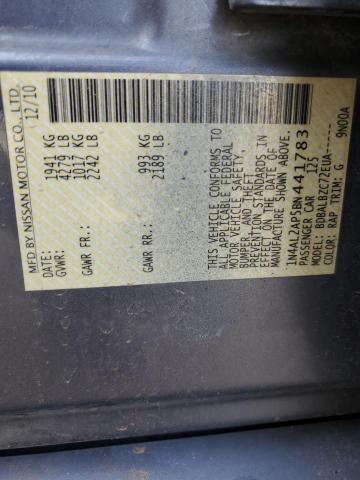 MFD BY NISSAN MOTOR CO., LTD.
DATE: 12/10
GVWR: 1941 KG
4279 LB
GAWR FR: 1017 KG
2242 LB
GAWR RR: 993 KG
2189 LB
THIS VEHICLE CONFORMS TO
ALL APPLICABLE FEDERAL
MOTOR VEHICLE SAFETY,
BUMPER, AND THEFT
PREVENTION STANDARDS IN
EFFECT ON THE DATE OF
MANUFACTURE SHOWN ABOVE.
1N4AL2AP5BN441783
PASSENGER CAR 125
MODEL: BDBALBZC7ZEUA-----
COLOR: RAP TRIM: G 9N00A